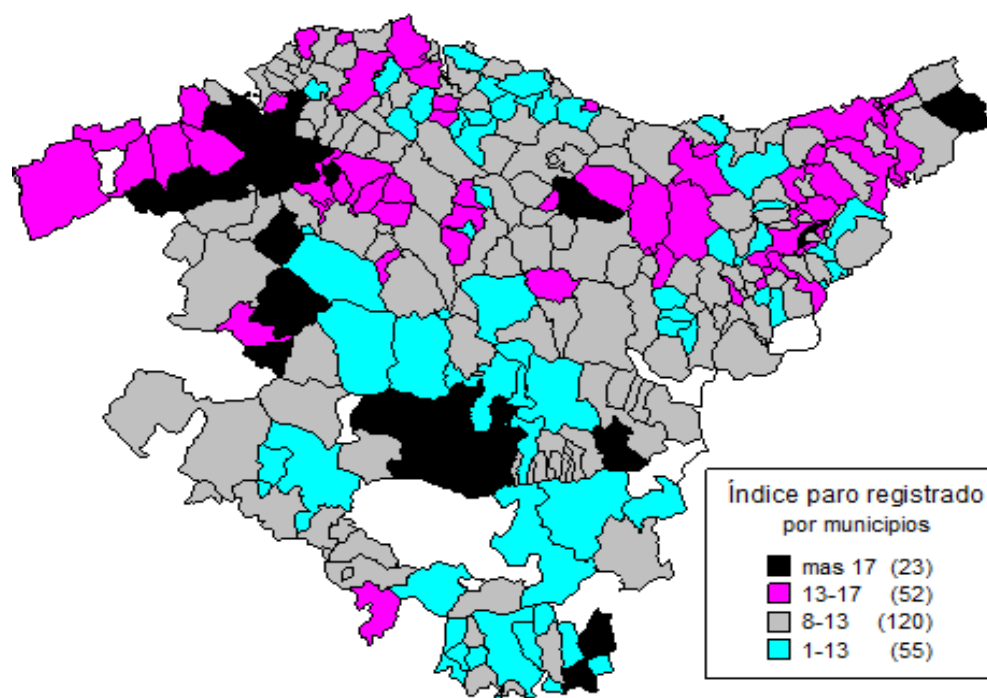 Índice paro registrado
por municipios
mas 17 (23)
13-17 (52)
8-13 (120)
1-13 (55)